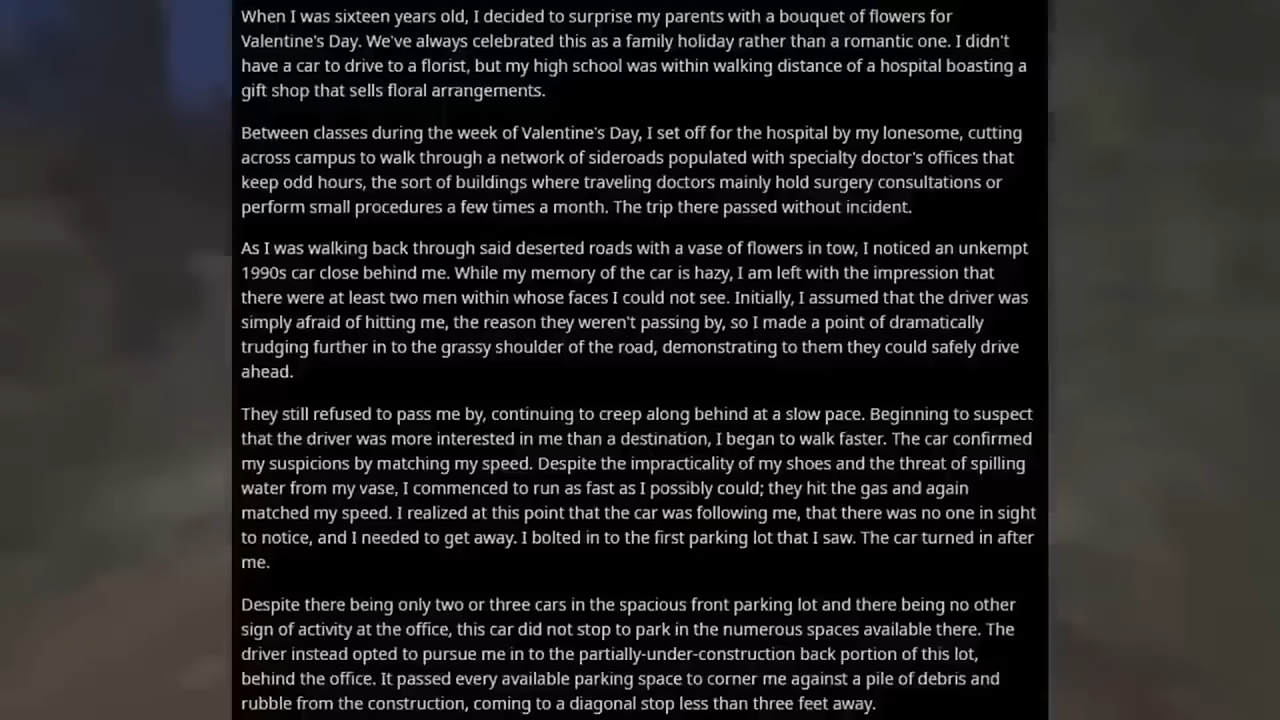 When I was sixteen years old, I decided to surprise my parents with a bouquet of flowers for
Valentine's Day. We've always celebrated this as a family holiday rather than a romantic one. I didn't
have a car to drive to a florist, but my high school was within walking distance of a hospital boasting a
gift shop that sells floral arrangements.
Between classes during the week of Valentine's Day, I set off for the hospital by my lonesome, cutting
across campus to walk through a network of sideroads populated with specialty doctor's offices that
keep odd hours, the sort of buildings where traveling doctors mainly hold surgery consultations or
perform small procedures a few times a month. The trip there passed without incident.
As I was walking back through said deserted roads with a vase of flowers in tow, I noticed an unkempt
1990s car close behind me. While my memory of the car is hazy, I am left with the impression that
there were at least two men within whose faces I could not see. Initially, I assumed that the driver was
simply afraid of hitting me, the reason they weren't passing by, so I made a point of dramatically
trudging further in to the grassy shoulder of the road, demonstrating to them they could safely drive
ahead.
They still refused to pass me by, continuing to creep along behind at a slow pace. Beginning to suspect
that the driver was more interested in me than a destination, I began to walk faster. The car confirmed
my suspicions by matching my speed. Despite the impracticality of my shoes and the threat of spilling
water from my vase, I commenced to run as fast as I possibly could; they hit the gas and again
matched my speed. I realized at this point that the car was following me, that there was no one in sight
to notice, and I needed to get away. I bolted in to the first parking lot that I saw. The car turned in after
me.
Despite there being only two or three cars in the spacious front parking lot and there being no other
sign of activity at the office, this car did not stop to park in the numerous spaces available there. The
driver instead opted to pursue me in to the partially-under-construction back portion of this lot,
behind the office. It passed every available parking space to corner me against a pile of debris and
rubble from the construction, coming to a diagonal stop less than three feet away.